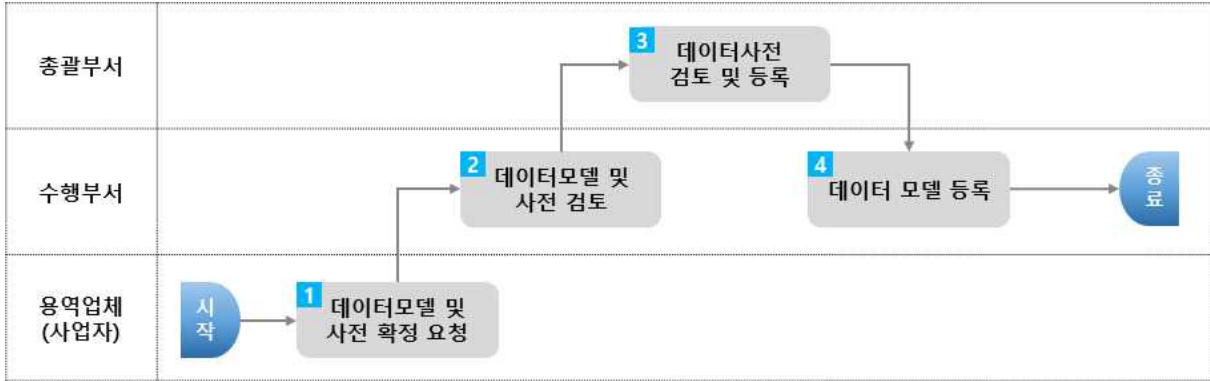 총괄부서
3
데이터사전
검토 및 등록
수행부서
2
데이터모델 및
사전 검토
4
데이터 모델 등록
종
료
용역업체
(사업자)
시
작
1
데이터모델 및
사전 확정 요청